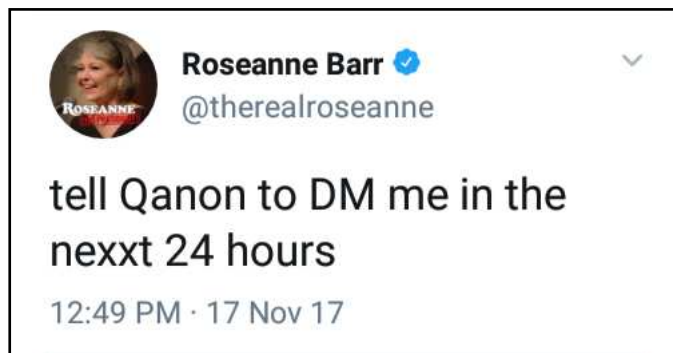 Roseanne Barr
@therealroseanne
ROSEANNE
tell Qanon to DM me in the
nexxt 24 hours
12:49 PM · 17 Nov 17